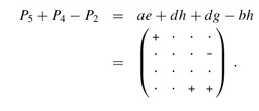 P₅ + P₄ − P₂ = ae + dh + dg − bh
= ( + · · ·
· · · −
· · · ·
· · + + ) .